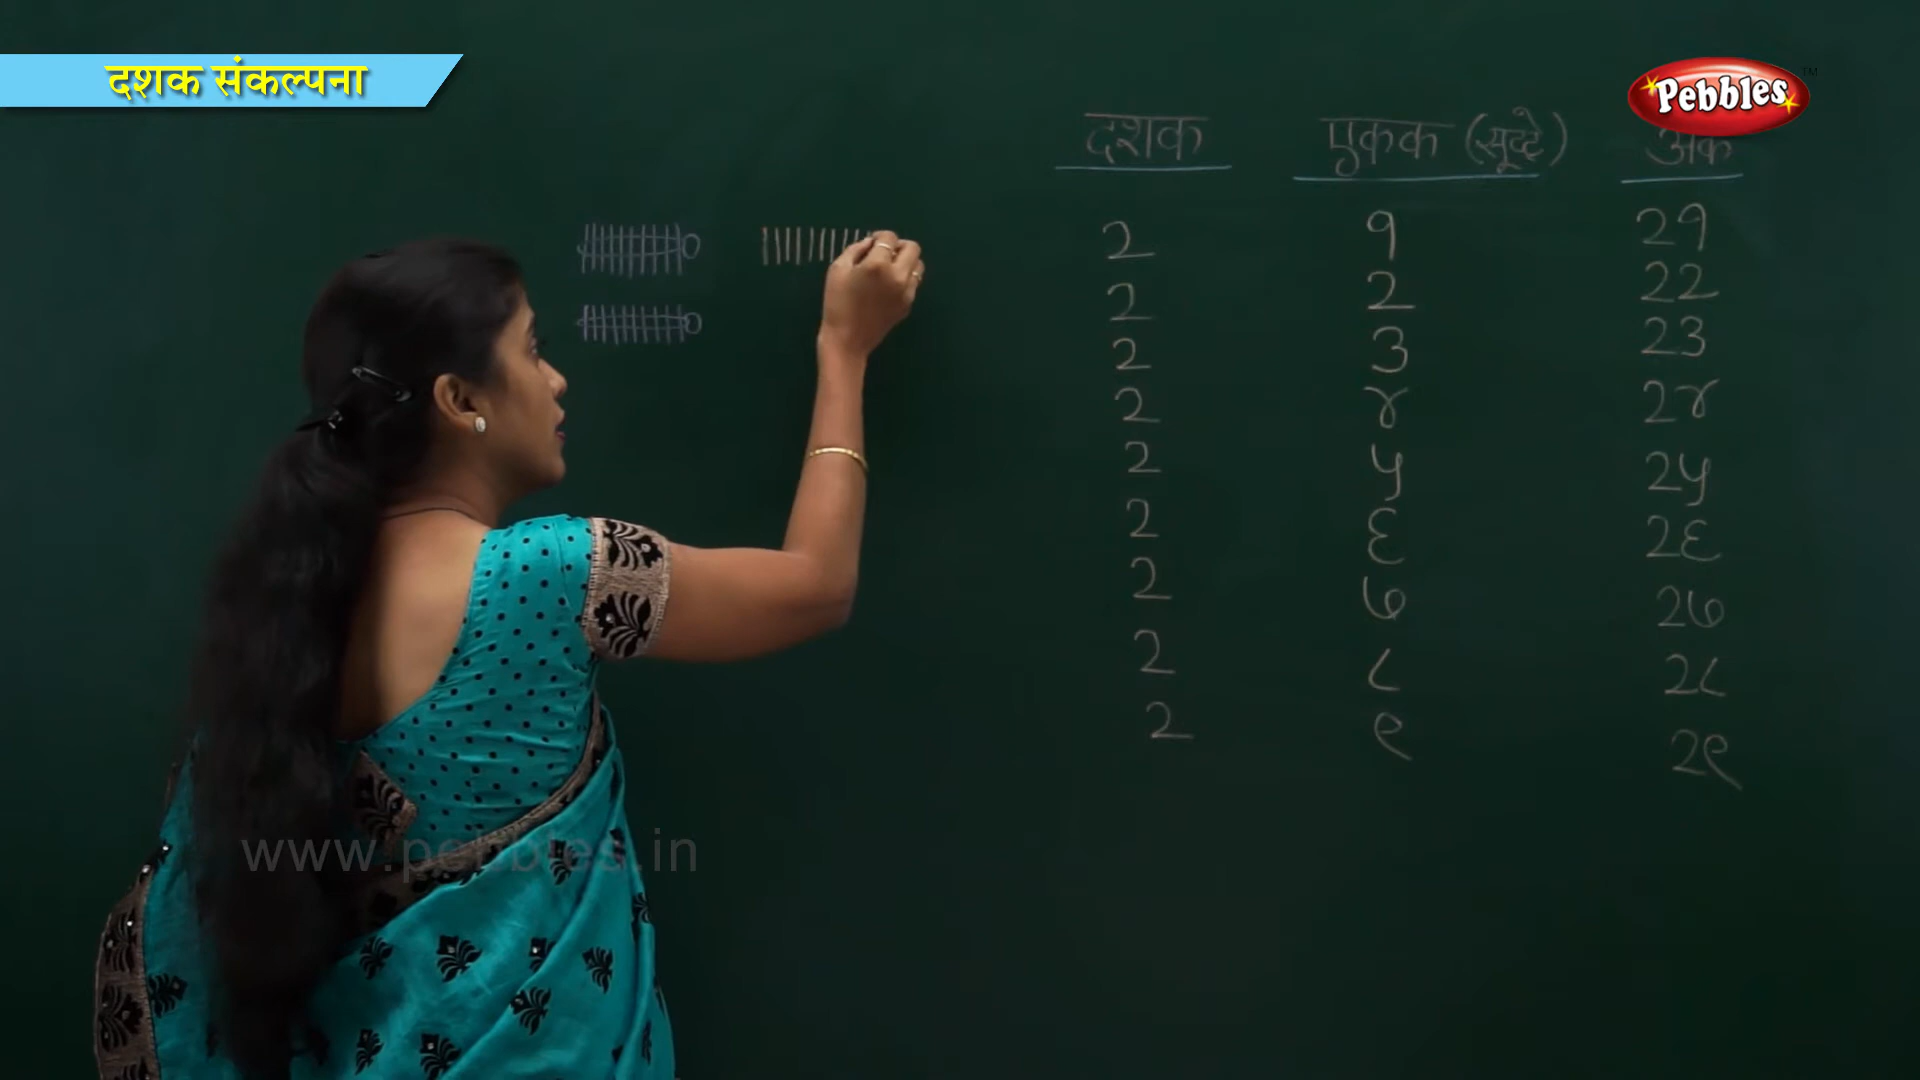 दशक संकल्पना
Pebbles TM
दशक एकक (सूट्टे) अंक
२ १ २१
२ २ २२
२ ३ २३
२ ४ २४
२ ५ २५
२ ६ २६
२ ७ २७
२ ८ २८
२ ९ २९
www.pebbles.in